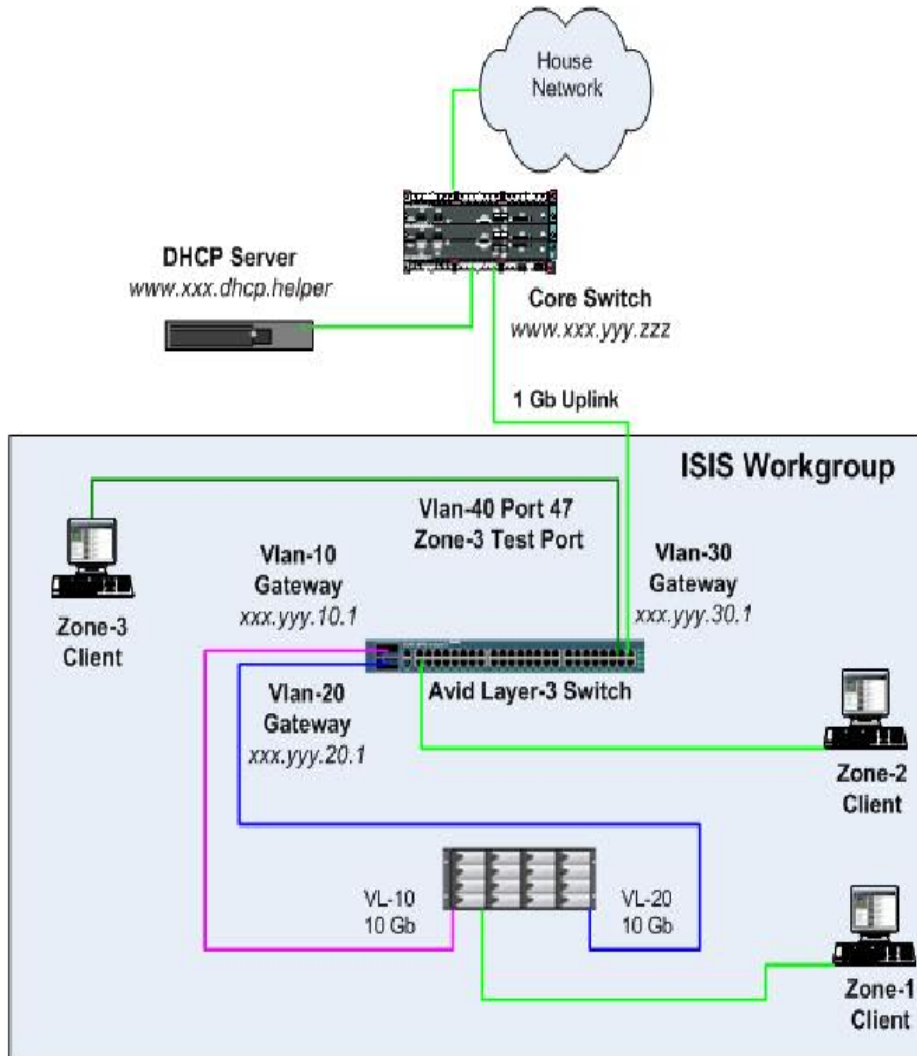 House
Network
DHCP Server
www.xxx.dhcp.helper
Core Switch
www.xxx.yyy.zzz
1 Gb Uplink
ISIS Workgroup
Vlan-40 Port 47
Zone-3 Test Port
Vlan-10
Gateway
xxx.yyy.10.1
Vlan-30
Gateway
xxx.yyy.30.1
Zone-3
Client
Avid Layer-3 Switch
Vlan-20
Gateway
xxx.yyy.20.1
Zone-2
Client
VL-10
10 Gb
VL-20
10 Gb
Zone-1
Client